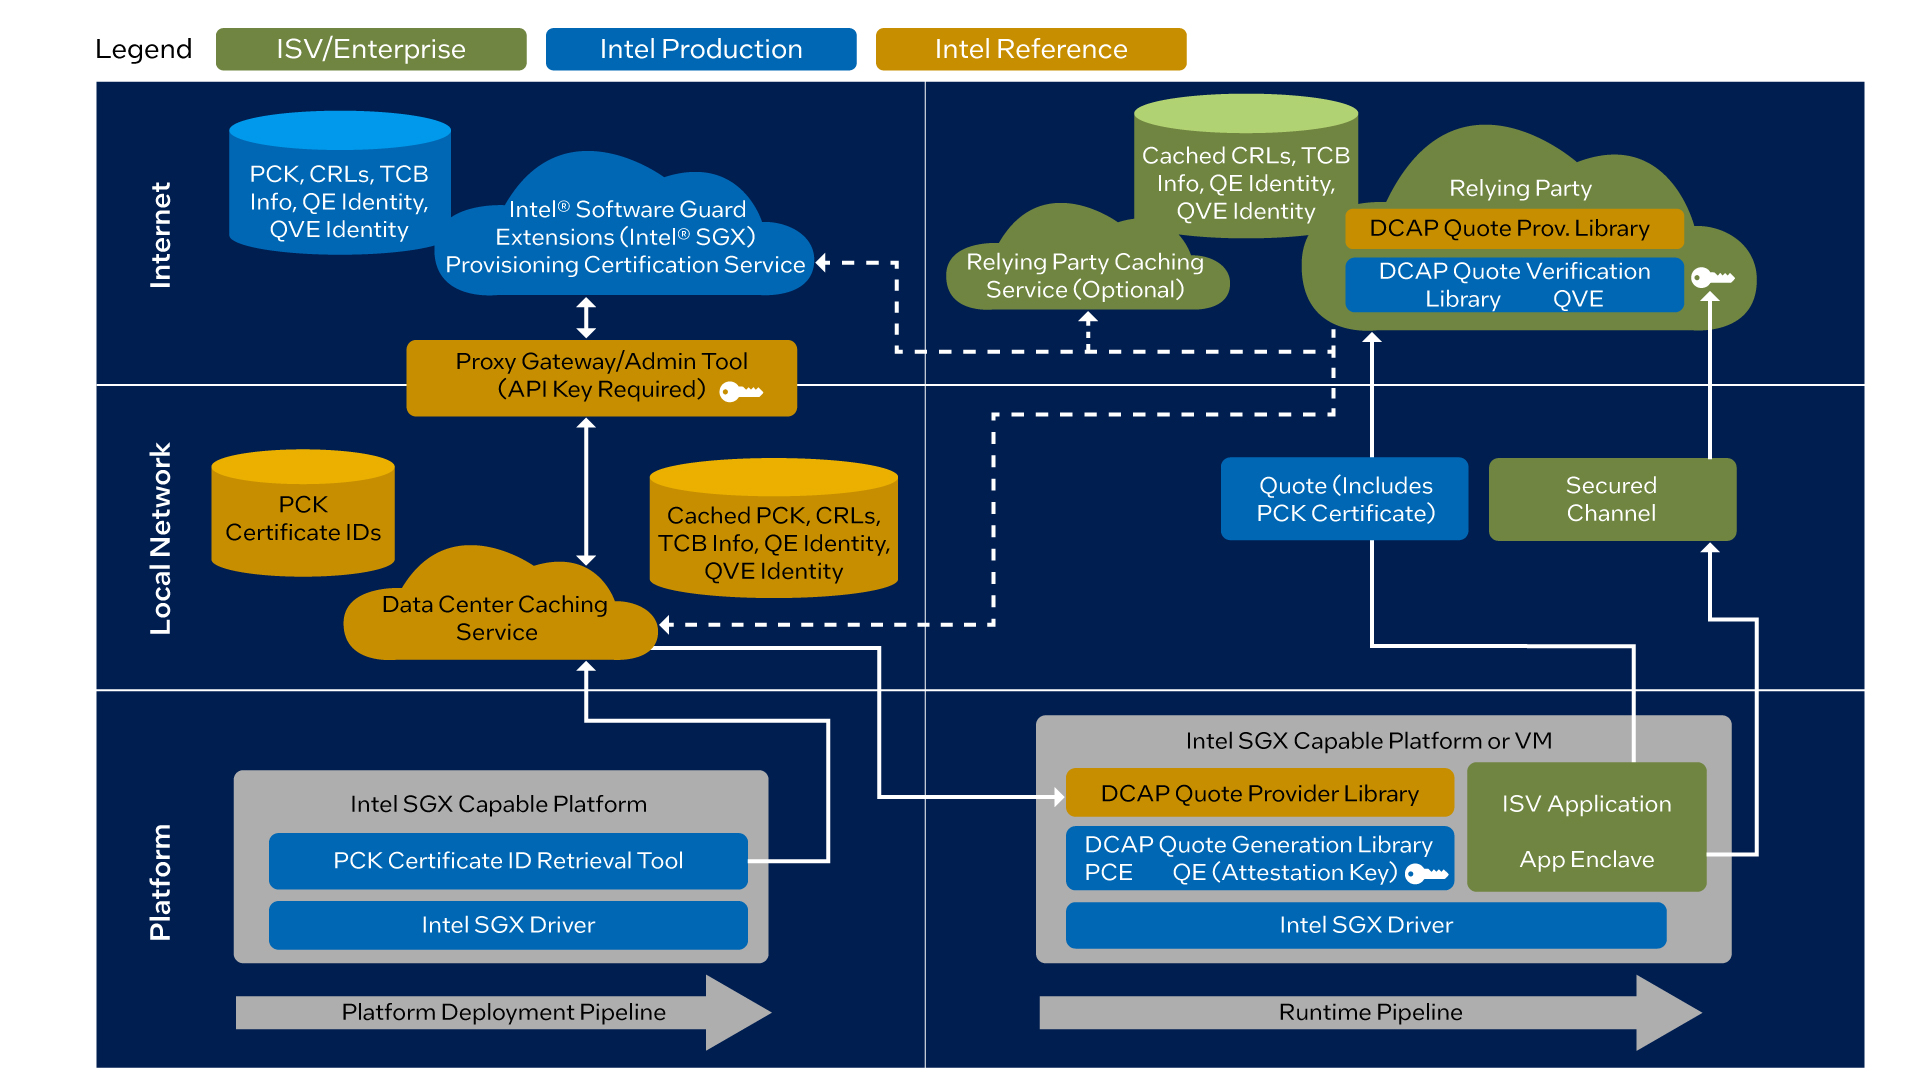 Legend
ISV/Enterprise
Intel Production
Intel Reference
Internet
PCK, CRLs, TCB
Info, QE Identity,
QVE Identity
Intel® Software Guard
Extensions (Intel® SGX)
Provisioning Certification Service
Proxy Gateway/Admin Tool
(API Key Required)
Cached CRLs, TCB
Info, QE Identity,
QVE Identity
Relying Party Caching
Service (Optional)
Relying Party
DCAP Quote Prov. Library
DCAP Quote Verification
Library QVE
Local Network
PCK
Certificate IDs
Cached PCK, CRLs,
TCB Info, QE Identity,
QVE Identity
Data Center Caching
Service
Quote (Includes
PCK Certificate)
Secured
Channel
Platform
Intel SGX Capable Platform
PCK Certificate ID Retrieval Tool
Intel SGX Driver
Platform Deployment Pipeline
Intel SGX Capable Platform or VM
DCAP Quote Provider Library
DCAP Quote Generation Library
PCE QE (Attestation Key)
ISV Application
App Enclave
Intel SGX Driver
Runtime Pipeline